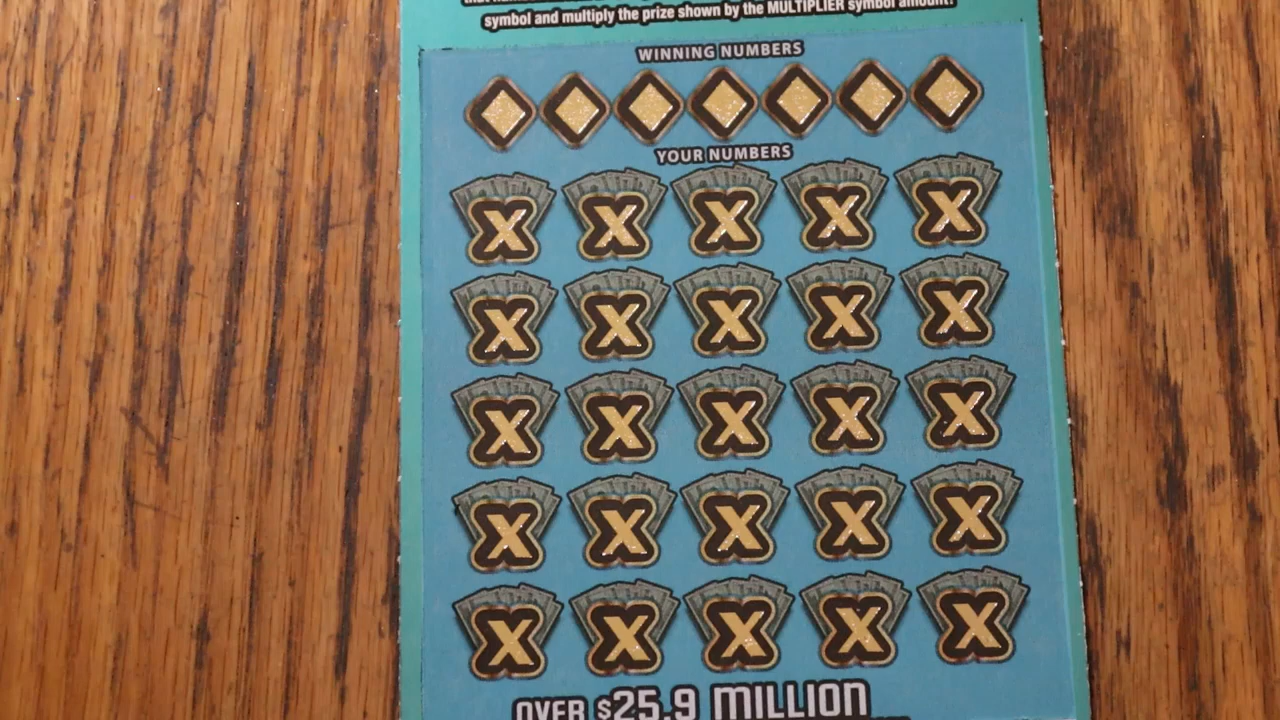 symbol and multiply the prize shown by the MULTIPLIER symbol amount!
WINNING NUMBERS
YOUR NUMBERS
X X X X X
X X X X X
X X X X X
X X X X X
X X X X X
OVER $25.9 MILLION